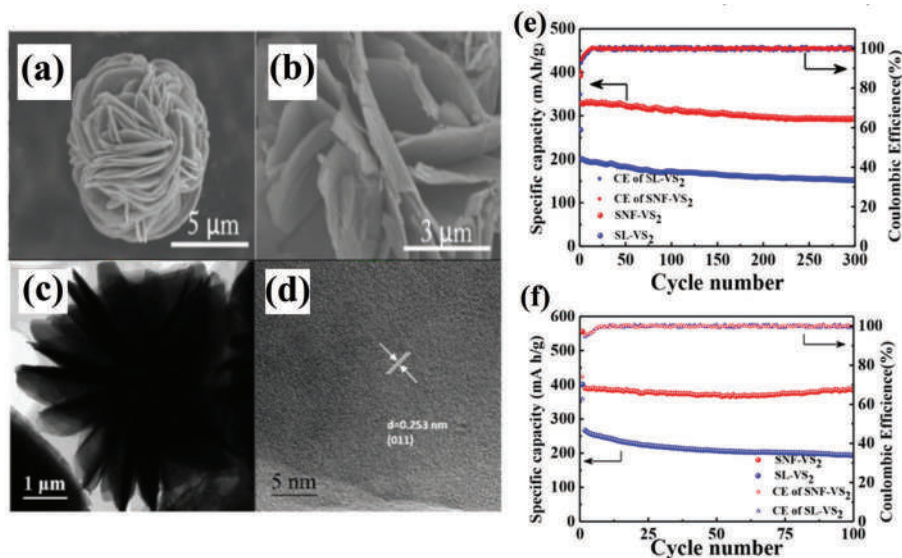 (a)
5 μm
(b)
3 μm
(c)
1 μm
(d)
d=0.253 nm
(011)
5 nm
(e)
Specific capacity (mAh/g)
500
450
400
300
200
100
0
CE of SL-VS2
CE of SNF-VS2
SNF-VS2
SL-VS2
0 50 100 150 200 250 300
Cycle number
120
100
80
60
40
20
0
Coulombic Efficience(%)
(f)
Specific capacity (mA h/g)
600
500
400
300
200
100
0
SNF-VS2
SL-VS2
CE of SNF-VS2
CE of SL-VS2
0 25 50 75 100
Cycle number
100
80
60
40
20
0
Coulombic Efficience(%)